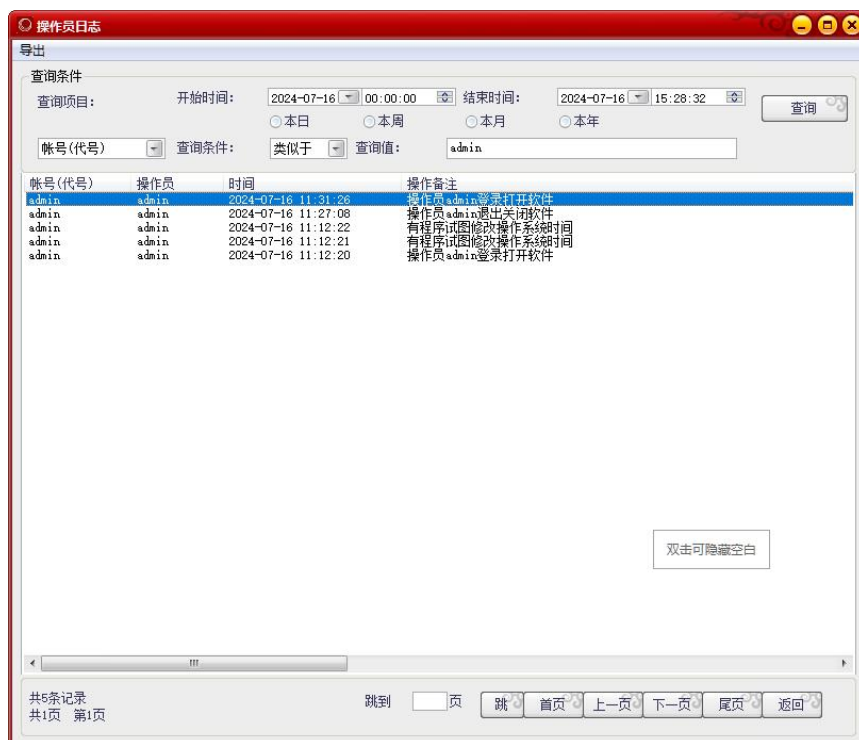 操作员日志
导出
查询条件
查询项目： 开始时间： 2024-07-16 00:00:00 结束时间： 2024-07-16 15:28:32 查询
本日 本周 本月 本年
帐号(代号) 查询条件： 类似于 查询值： admin
帐号(代号) 操作员 时间 操作备注
admin admin 2024-07-16 11:31:26 操作员admin登录打开软件
admin admin 2024-07-16 11:27:08 操作员admin退出关闭软件
admin admin 2024-07-16 11:12:22 有程序试图修改操作系统时间
admin admin 2024-07-16 11:12:21 有程序试图修改操作系统时间
admin admin 2024-07-16 11:12:20 操作员admin登录打开软件
双击可隐藏空白
共5条记录
共1页 第1页
跳到 页 跳 首页 上一页 下一页 尾页 返回